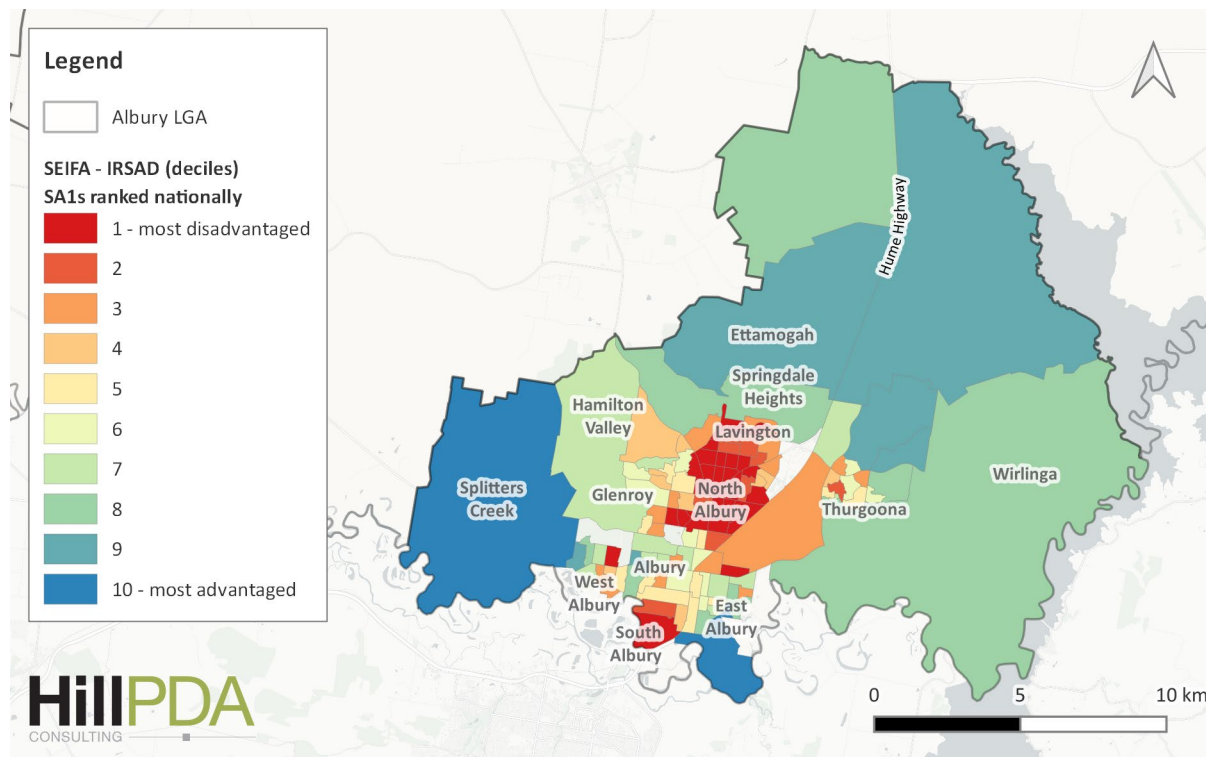 Legend
Albury LGA
SEIFA - IRSAD (deciles)
SA1s ranked nationally
1 - most disadvantaged
2
3
4
5
6
7
8
9
10 - most advantaged
Hume Highway
Ettamogah
Springdale
Heights
Hamilton
Valley
Lavington
Splitters
Creek
Glenroy
North
Albury
Thurgoona
Wirlinga
Albury
West
Albury
East
Albury
South
Albury
HillPDA
CONSULTING
0
5
10 km